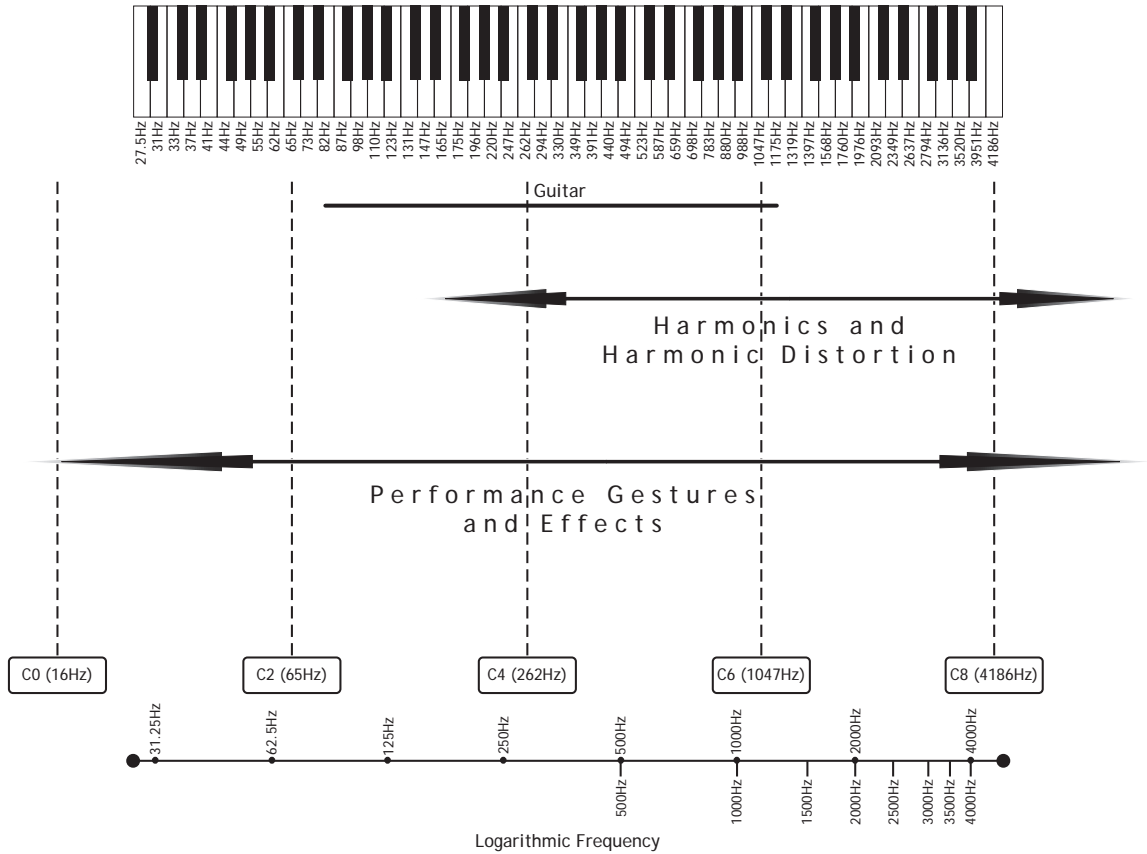 27.5Hz
31Hz
33Hz
37Hz
41Hz
44Hz
49Hz
55Hz
62Hz
65Hz
73Hz
82Hz
87Hz
98Hz
110Hz
123Hz
131Hz
147Hz
165Hz
175Hz
196Hz
220Hz
247Hz
262Hz
294Hz
330Hz
349Hz
391Hz
440Hz
494Hz
523Hz
587Hz
659Hz
698Hz
783Hz
880Hz
988Hz
1047Hz
1175Hz
1319Hz
1397Hz
1568Hz
1760Hz
1976Hz
2093Hz
2349Hz
2637Hz
2794Hz
3136Hz
3520Hz
3951Hz
4186Hz
Guitar
Harmonics and
Harmonic Distortion
Performance Gestures
and Effects
C0 (16Hz)
C2 (65Hz)
C4 (262Hz)
C6 (1047Hz)
C8 (4186Hz)
31.25Hz
62.5Hz
125Hz
250Hz
500Hz
1000Hz
2000Hz
4000Hz
500Hz
1000Hz
1500Hz
2000Hz
2500Hz
3000Hz
3500Hz
4000Hz
Logarithmic Frequency